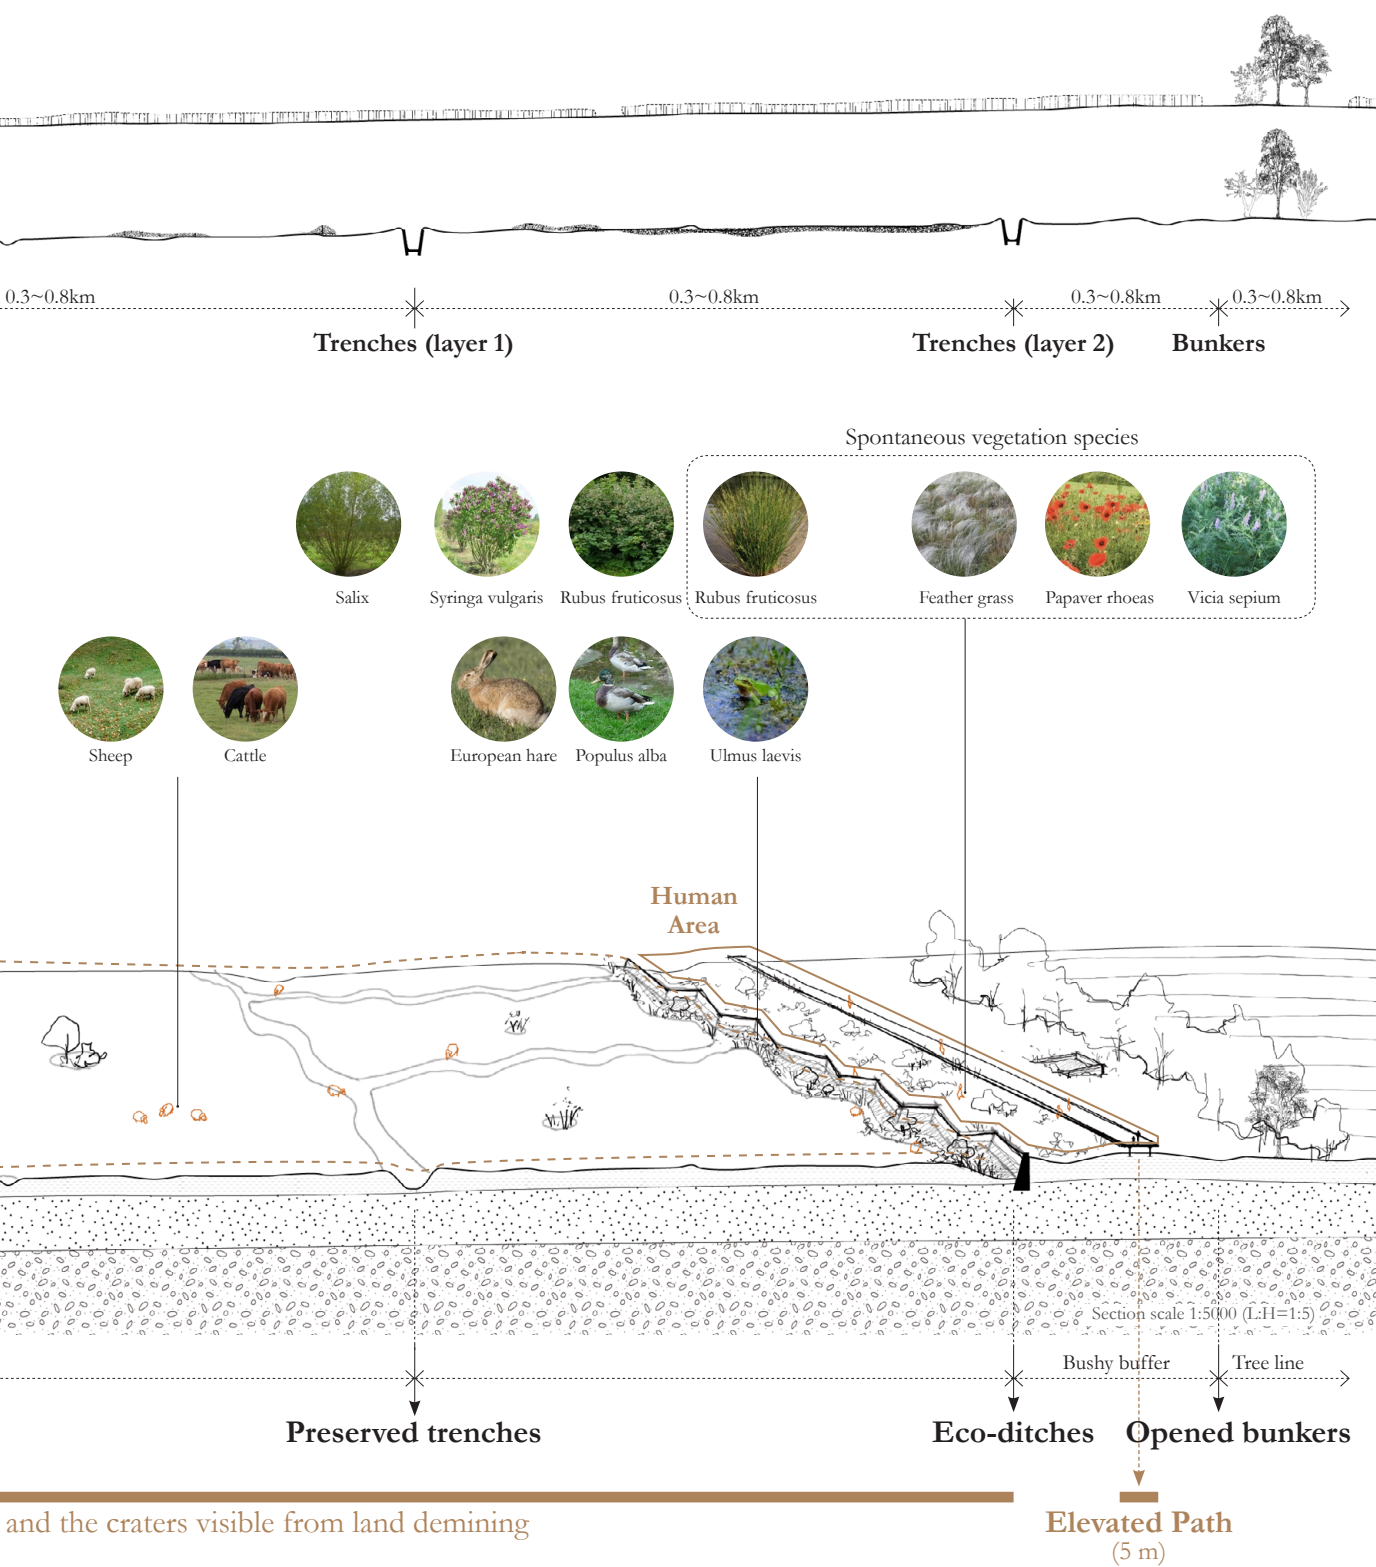 0.3~0.8km
0.3~0.8km
0.3~0.8km
0.3~0.8km
Trenches (layer 1)
Trenches (layer 2)
Bunkers
Spontaneous vegetation species
Salix
Syringa vulgaris
Rubus fruticosus
Rubus fruticosus
Feather grass
Papaver rhoeas
Vicia sepium
Sheep
Cattle
European hare
Populus alba
Ulmus laevis
Human
Area
Section scale 1:5000 (L:H=1:5)
Bushy buffer
Tree line
Preserved trenches
Eco-ditches
Opened bunkers
and the craters visible from land demining
Elevated Path
(5 m)